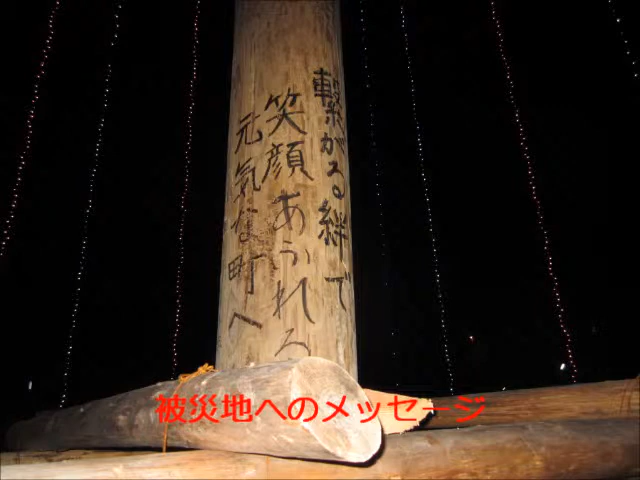 繋がる絆で
笑顔あふれる
元気な町へ
被災地へのメッセージ